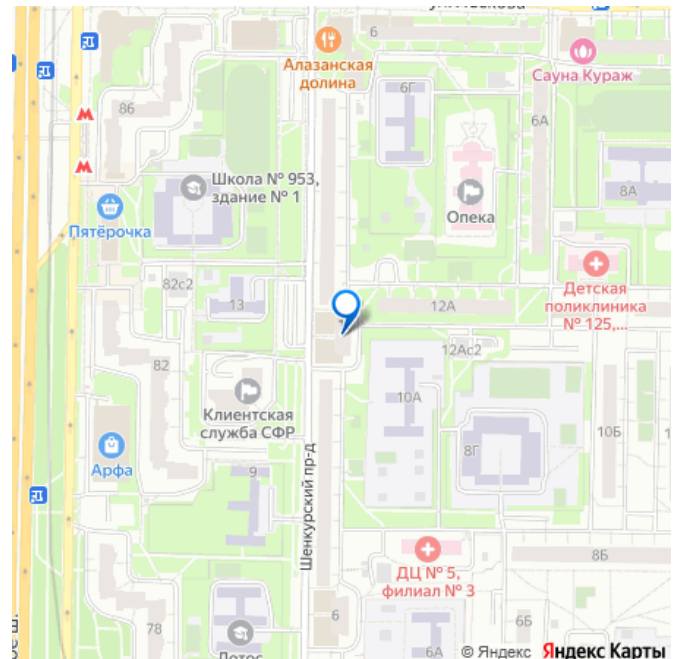 6
Алазанская
долина
Сауна Кураж
6Г
6А
86
Школа № 953,
здание № 1
8А
Опека
Пятёрочка
82с2
13
12А
Детская
поликлиника
№ 125,...
12Ас2
82
10А
Клиентская
служба СФР
10Б
1
8Г
Арфа
9
Шенкурский пр-д
8Б
ДЦ № 5,
филиал № 3
78
6
6Б
6А
Лотос
© Яндекс Яндекс Карты